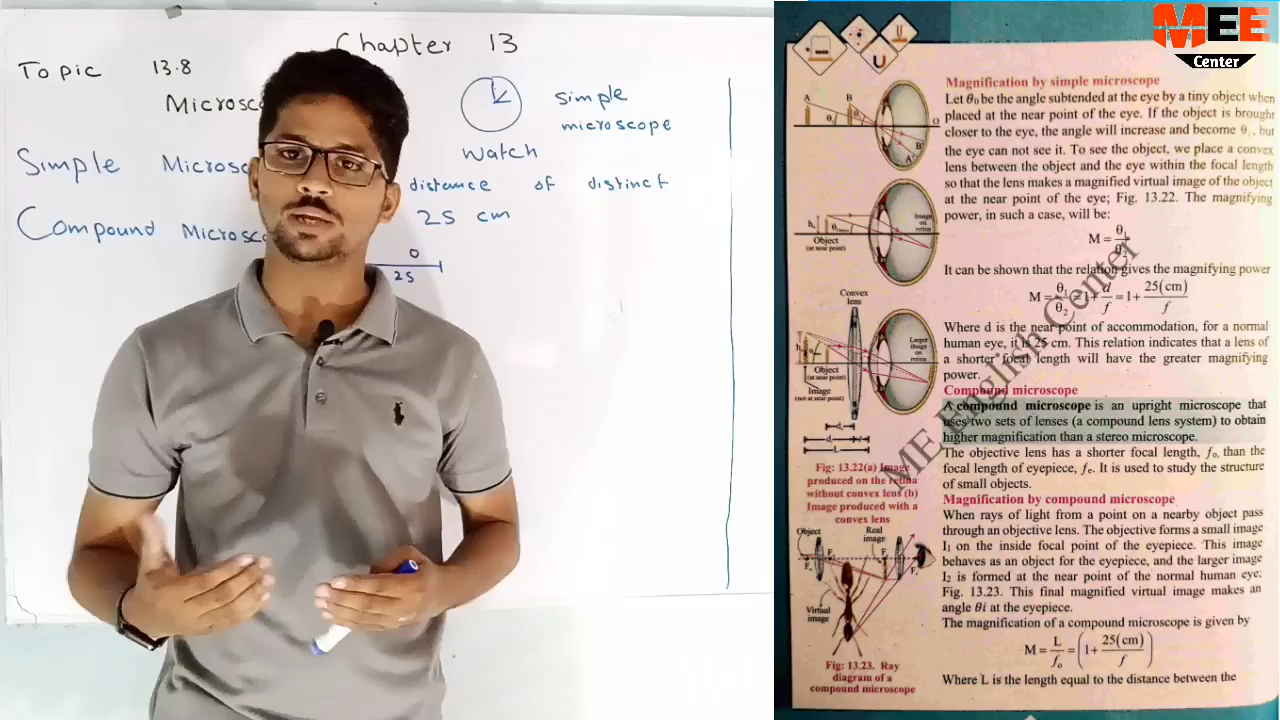 Chapter 13
Topic 13.8
Microsc
Simple Microsc
Compound Microsc
simple
microscope
Watch
distance of distinct
25 cm
0
25
MEE
Center
Magnification by simple microscope
Let θ₀ be the angle subtended at the eye by a tiny object when
placed at the near point of the eye. If the object is brought
closer to the eye, the angle will increase and become θ, but
the eye can not see it. To see the object, we place a convex
lens between the object and the eye within the focal length
so that the lens makes a magnified virtual image of the object
at the near point of the eye; Fig. 13.22. The magnifying
power, in such a case, will be:
M = θ₁/θ₂
It can be shown that the relation gives the magnifying power
M = θ₁/θ₂ = 1 + d/f = 1 + 25(cm)/f
Where d is the near point of accommodation, for a normal
human eye, it is 25 cm. This relation indicates that a lens of
a shorter focal length will have the greater magnifying
power.
Compound microscope
A compound microscope is an upright microscope that
uses two sets of lenses (a compound lens system) to obtain
higher magnification than a stereo microscope.
The objective lens has a shorter focal length, fₒ, than the
focal length of eyepiece, fₑ. It is used to study the structure
of small objects.
Magnification by compound microscope
When rays of light from a point on a nearby object pass
through an objective lens. The objective forms a small image
I₁ on the inside focal point of the eyepiece. This image
behaves as an object for the eyepiece, and the larger image
I₂ is formed at the near point of the normal human eye;
Fig. 13.23. This final magnified virtual image makes an
angle θi at the eyepiece.
The magnification of a compound microscope is given by
M = L/fₒ = (1 + 25(cm)/f)
Where L is the length equal to the distance between the
A
B
O
B'
A'
Image
on
retina
Object
(at near point)
Convex
lens
Larger
image
on
retina
Object
(at near point)
Image
(not at near point)
Fig: 13.22(a) Image
produced on the retina
without convex lens (b)
Image produced with a
convex lens
Object
Real
image
Virtual
image
Fig: 13.23. Ray
diagram of a
compound microscope
ME English Center